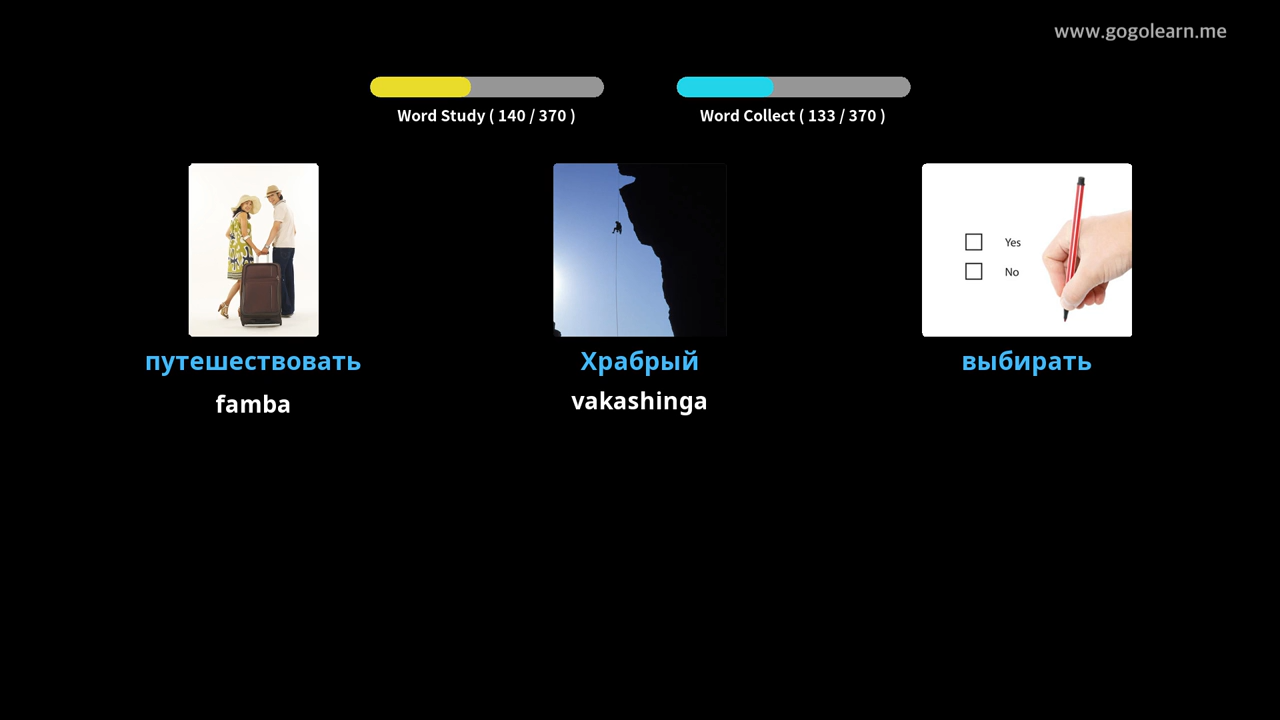 www.gogolearn.me
Word Study ( 140 / 370 )
Word Collect ( 133 / 370 )
Yes
No
путешествовать
Храбрый
выбирать
famba
vakashinga